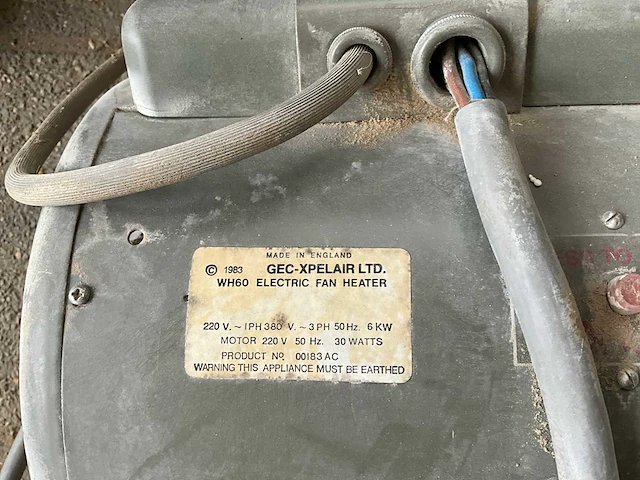 MADE IN ENGLAND
© 1983 GEC-XPELAIR LTD.
WH60 ELECTRIC FAN HEATER
220 V. ~ 1PH 380 V. ~ 3 PH 50 Hz. 6 KW
MOTOR 220 V 50 Hz. 30 WATTS
PRODUCT Nº. 00183 AC
WARNING THIS APPLIANCE MUST BE EARTHED